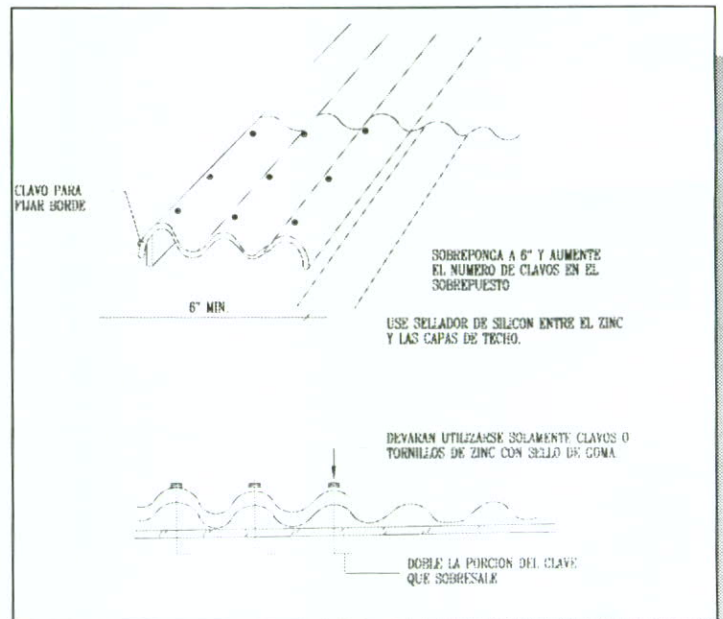 CLAVO PARA
FIJAR BORDE
6" MIN.
SOBREPONGA A 6" Y AUMENTE
EL NUMERO DE CLAVOS EN EL
SOBREPUESTO
USE SELLADOR DE SILICON ENTRE EL ZINC
Y LAS CAPAS DE TECHO.
DEVARAN UTILIZARSE SOLAMENTE CLAVOS O
TORNILLOS DE ZINC CON SELLO DE GOMA
DOBLE LA PORCION DEL CLAVE
QUE SOBRESALE